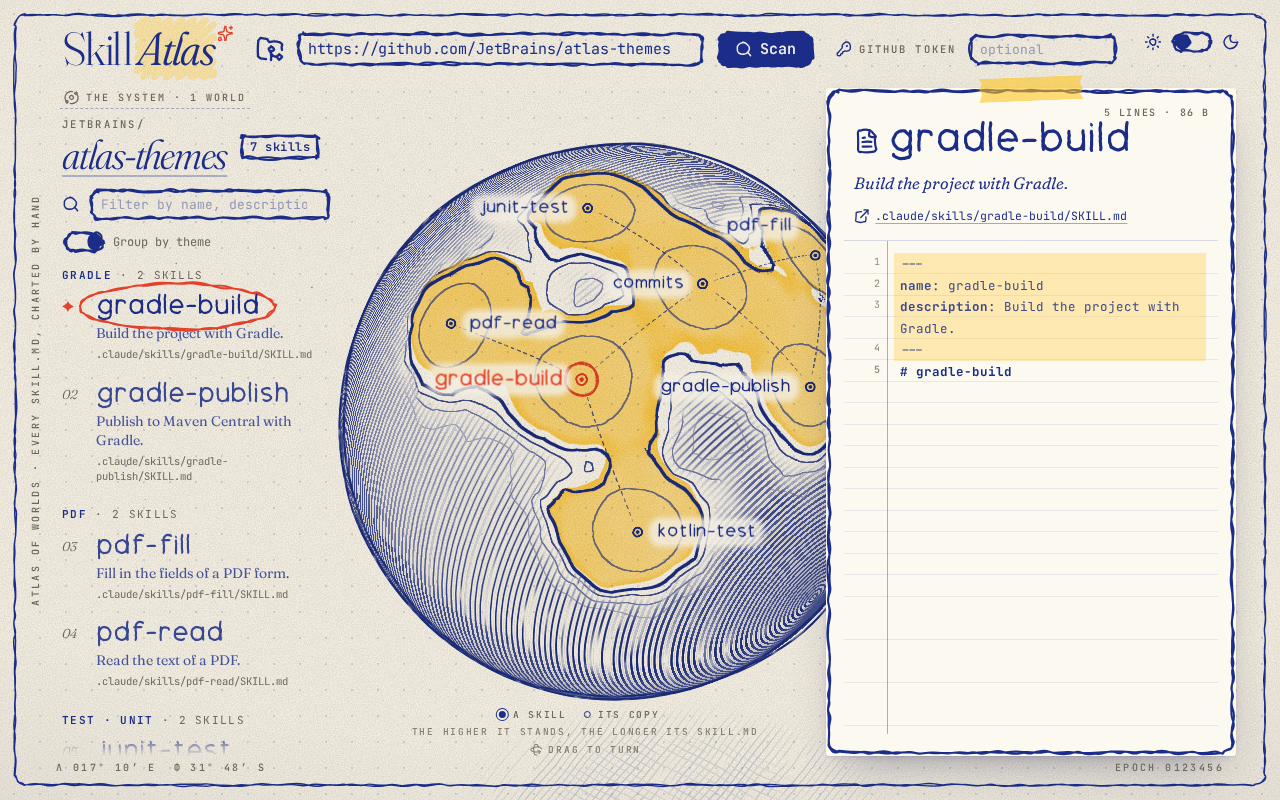 Skill Atlas
https://github.com/JetBrains/atlas-themes
Scan
GITHUB TOKEN
optional
THE SYSTEM · 1 WORLD
JETBRAINS/
atlas-themes
7 skills
Filter by name, descriptio
Group by theme
GRADLE · 2 SKILLS
gradle-build
Build the project with Gradle.
.claude/skills/gradle-build/SKILL.md
02
gradle-publish
Publish to Maven Central with
Gradle.
.claude/skills/gradle-
publish/SKILL.md
PDF · 2 SKILLS
03
pdf-fill
Fill in the fields of a PDF form.
.claude/skills/pdf-fill/SKILL.md
04
pdf-read
Read the text of a PDF.
.claude/skills/pdf-read/SKILL.md
TEST · UNIT · 2 SKILLS
05
junit-test
ATLAS OF WORLDS · EVERY SKILL.MD, CHARTED BY HAND
Λ 017° 10′ E Φ 31° 48′ S
junit-test
pdf-fill
commits
pdf-read
gradle-build
gradle-publish
kotlin-test
A SKILL
ITS COPY
THE HIGHER IT STANDS, THE LONGER ITS SKILL.MD
DRAG TO TURN
5 LINES · 86 B
gradle-build
Build the project with Gradle.
.claude/skills/gradle-build/SKILL.md
1 ---
2 name: gradle-build
3 description: Build the project with
Gradle.
4 ---
5 # gradle-build
EPOCH 0123456